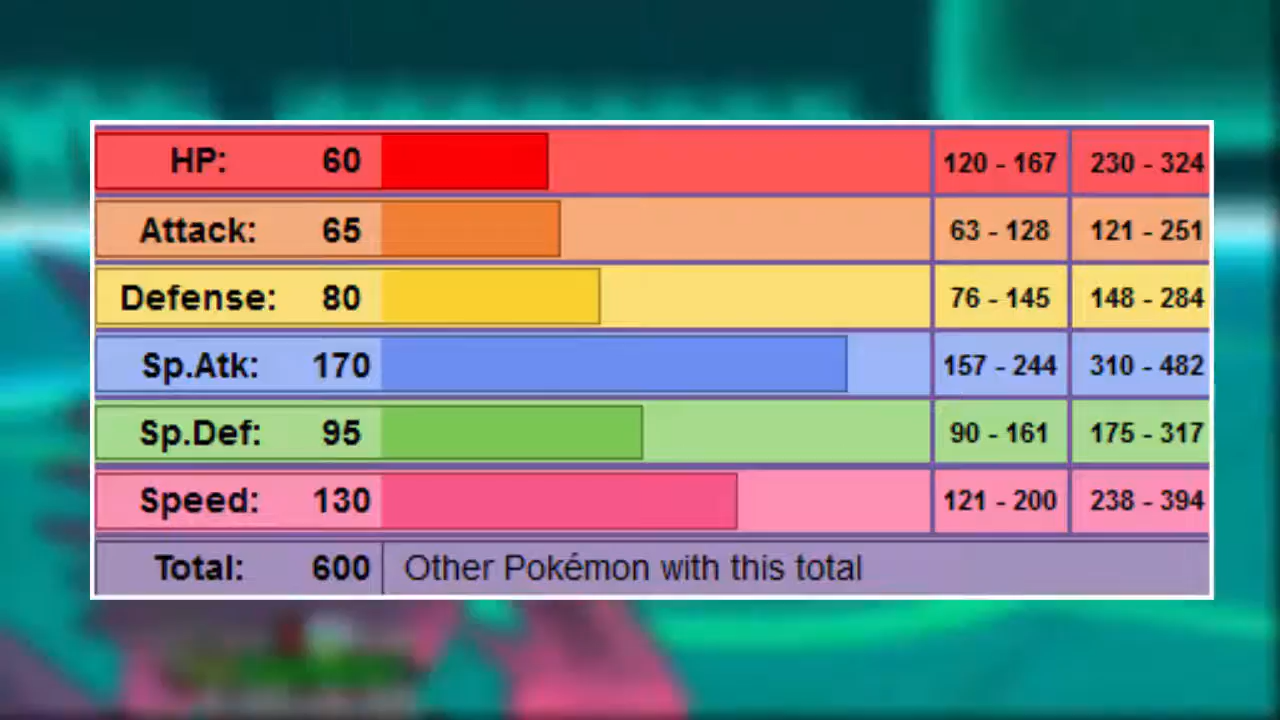 HP: 60 120 - 167 230 - 324
Attack: 65 63 - 128 121 - 251
Defense: 80 76 - 145 148 - 284
Sp.Atk: 170 157 - 244 310 - 482
Sp.Def: 95 90 - 161 175 - 317
Speed: 130 121 - 200 238 - 394
Total: 600 Other Pokémon with this total